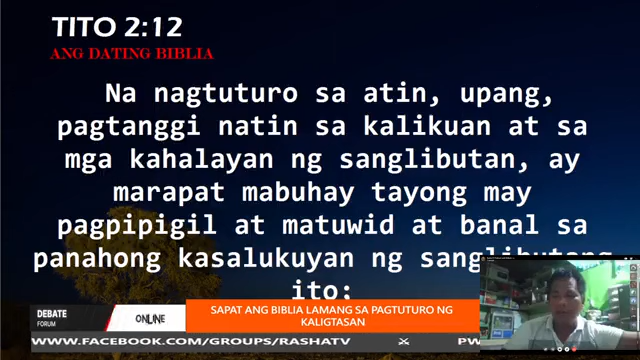 TITO 2:12
ANG DATING BIBLIA
Na nagtuturo sa atin, upang,
pagtanggi natin sa kalikuan at sa
mga kahalayan ng sanglibutan, ay
marapat mabuhay tayong may
pagpipigil at matuwid at banal sa
panahong kasalukuyan ng sanglibutang
ito;
DEBATE
FORUM
ONLINE
SAPAT ANG BIBLIA LAMANG SA PAGTUTURO NG
KALIGTASAN
WWW.FACEBOOK.COM/GROUPS/RASHATV